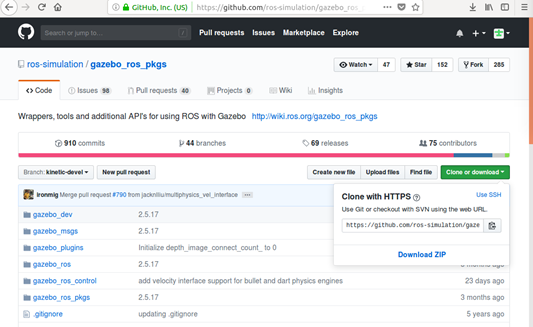 GitHub, Inc. (US) https://github.com/ros-simulation/gazebo_ros_
Search or jump to... / Pull requests Issues Marketplace Explore
ros-simulation / gazebo_ros_pkgs Watch 47 Star 152 Fork 285
Code Issues 98 Pull requests 40 Projects 0 Wiki Insights
Wrappers, tools and additional API's for using ROS with Gazebo http://wiki.ros.org/gazebo_ros_pkgs
910 commits 44 branches 69 releases 75 contributors
Branch: kinetic-devel New pull request Create new file Upload files Find file Clone or download
ironmig Merge pull request #790 from jacknlliu/multiphysics_vel_interface
gazebo_dev 2.5.17
gazebo_msgs 2.5.17
gazebo_plugins Initialize depth_image_connect_count_ to 0
gazebo_ros 2.5.17
gazebo_ros_control add velocity interface support for bullet and dart physics engines 23 days ago
gazebo_ros_pkgs 2.5.17 3 months ago
.gitignore updating .gitignore 5 years ago
Clone with HTTPS Use SSH
Use Git or checkout with SVN using the web URL.
https://github.com/ros-simulation/gaze
Download ZIP